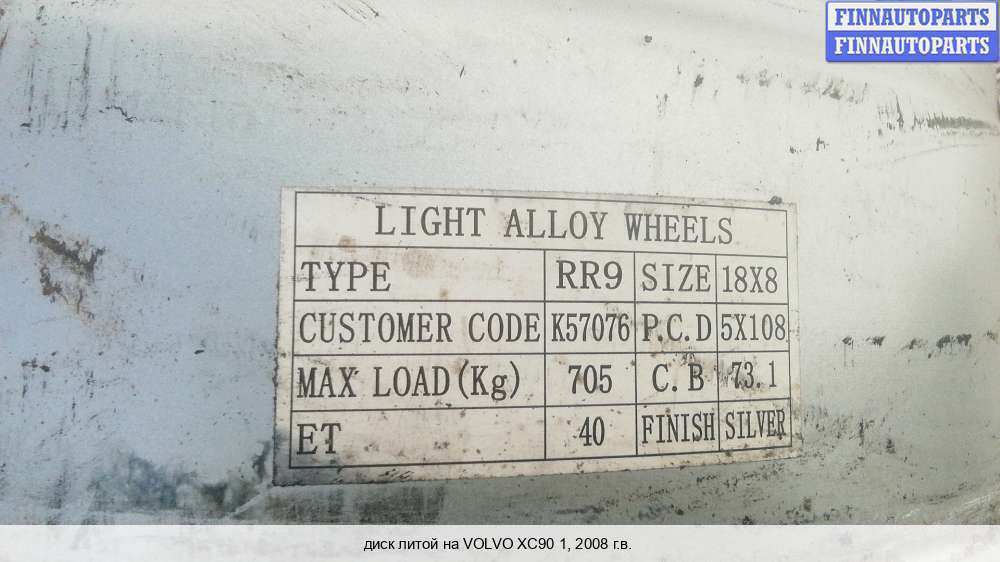 FINNAUTOPARTS
FINNAUTOPARTS
LIGHT ALLOY WHEELS
TYPE RR9 SIZE 18X8
CUSTOMER CODE K57076 P.C.D 5X108
MAX LOAD(Kg) 705 C.B 73.1
ET 40 FINISH SILVER
диск литой на VOLVO XC90 1, 2008 г.в.